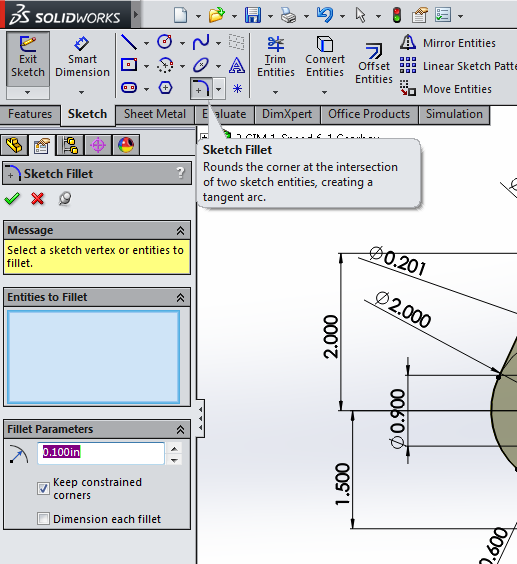 SOLIDWORKS
Exit Sketch
Smart Dimension
Trim Entities
Convert Entities
Offset Entities
Mirror Entities
Linear Sketch Patte
Move Entities
Features
Sketch
Sheet Metal
Evaluate
DimXpert
Office Products
Simulation
Sketch Fillet
Rounds the corner at the intersection
of two sketch entities, creating a
tangent arc.
Sketch Fillet
?
Message
Select a sketch vertex or entities to
fillet.
Entities to Fillet
Fillet Parameters
0.100in
Keep constrained
corners
Dimension each fillet
Ø0.201
Ø2.000
2.000
Ø0.900
1.500
0.600